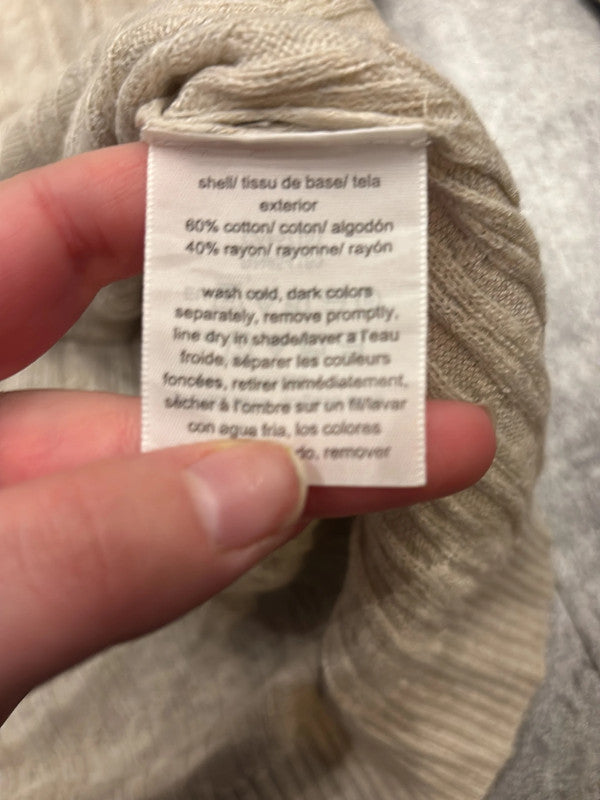 shell/ tissu de base/ tela
exterior
60% cotton/ coton/ algodón
40% rayon/ rayonne/ rayón
wash cold, dark colors
separately, remove promptly,
line dry in shade/laver a l'eau
froide, séparer les couleurs
foncées, retirer immédiatement,
sécher à l'ombre sur un fil/lavar
con agua fria, los colores
do, remover